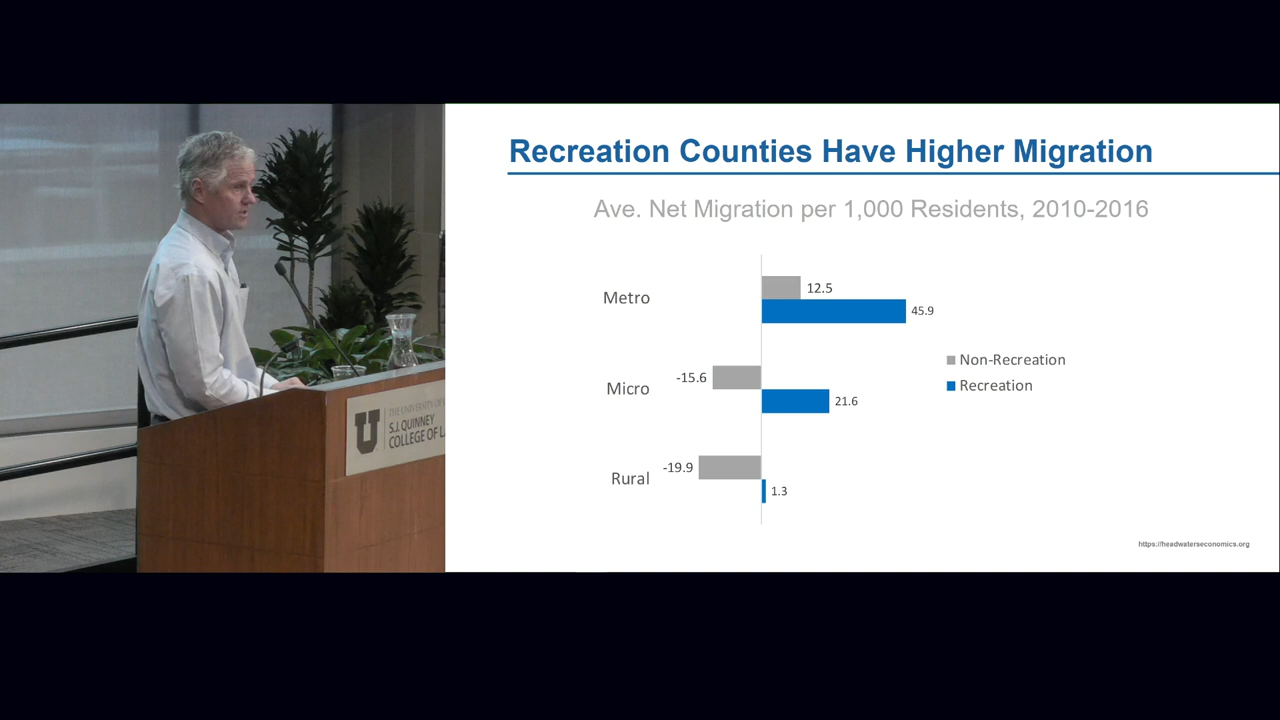 Recreation Counties Have Higher Migration
Ave. Net Migration per 1,000 Residents, 2010-2016
Metro
12.5
45.9
Micro
-15.6
21.6
Rural
-19.9
1.3
Non-Recreation
Recreation
https://headwaterseconomics.org
U
THE UNIVERSITY OF
S.J. QUINNEY
COLLEGE OF